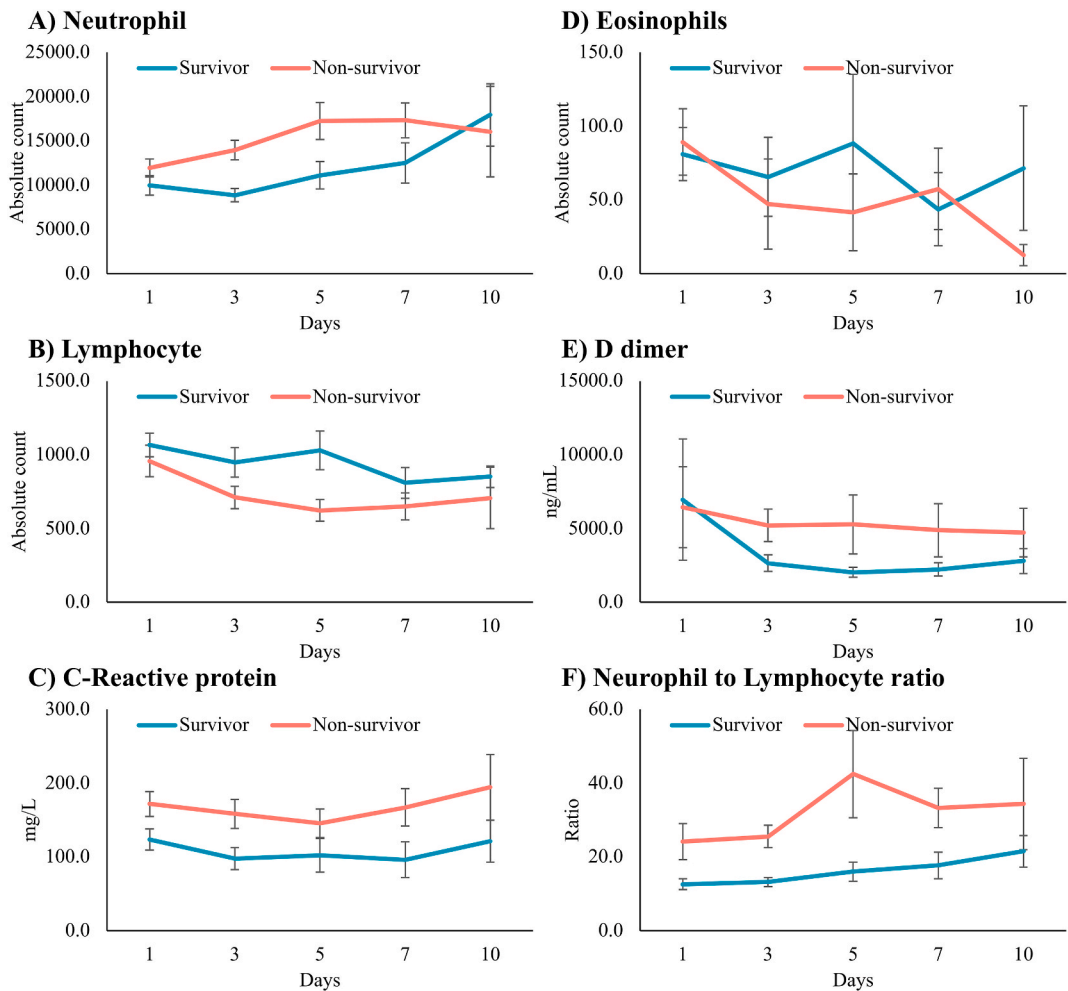 A) Neutrophil
25000.0
20000.0
15000.0
10000.0
5000.0
0.0
Absolute count
Survivor Non-survivor
1 3 5 7 10
Days
B) Lymphocyte
1500.0
1000.0
500.0
0.0
Absolute count
Survivor Non-survivor
1 3 5 7 10
Days
C) C-Reactive protein
300.0
200.0
100.0
0.0
mg/L
Survivor Non-survivor
1 3 5 7 10
Days
D) Eosinophils
150.0
100.0
50.0
0.0
Absolute count
Survivor Non-survivor
1 3 5 7 10
Days
E) D dimer
15000.0
10000.0
5000.0
0.0
ng/mL
Survivor Non-survivor
1 3 5 7 10
Days
F) Neurophil to Lymphocyte ratio
60.0
40.0
20.0
0.0
Ratio
Survivor Non-survivor
1 3 5 7 10
Days